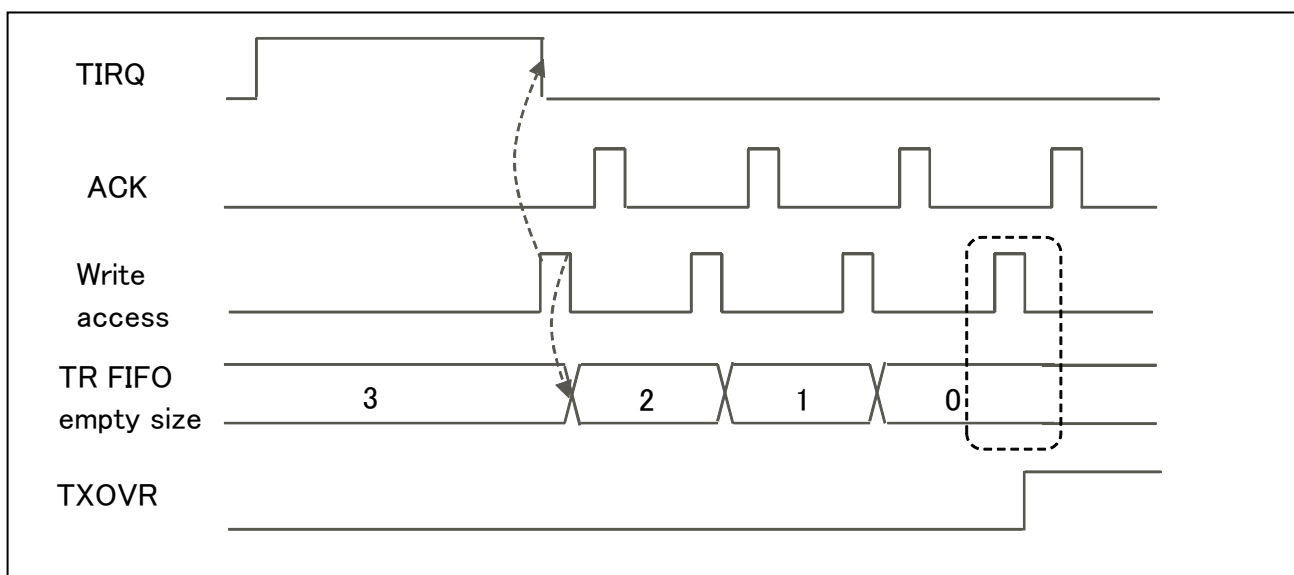 TIRQ
ACK
Write
access
TR FIFO
empty size
3
2
1
0
TXOVR